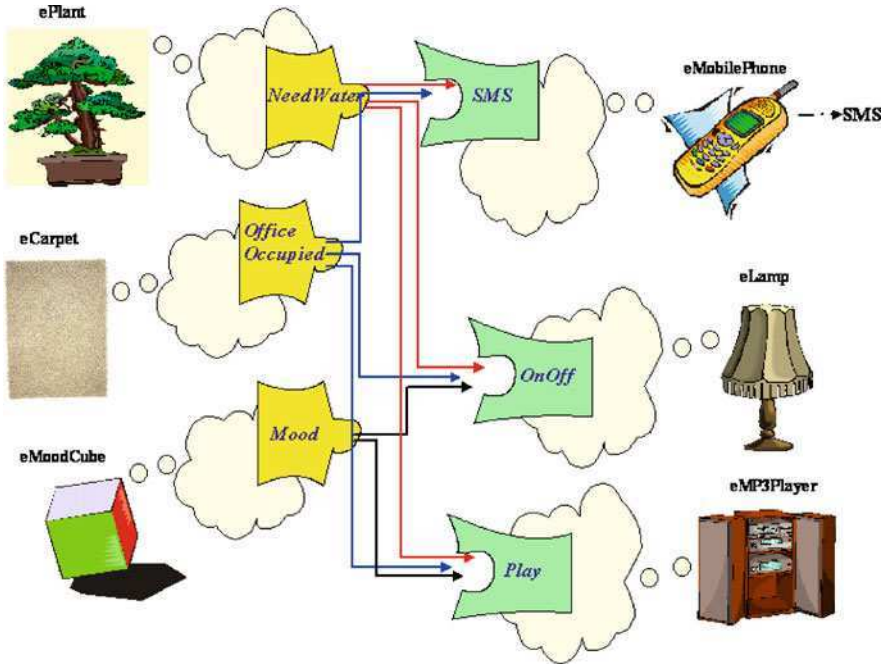 ePlant
NeedWater
SMS
eMobilePhone
SMS
eCarpet
Office
Occupied
eLamp
OnOff
eMoodCube
Mood
eMP3Player
Play